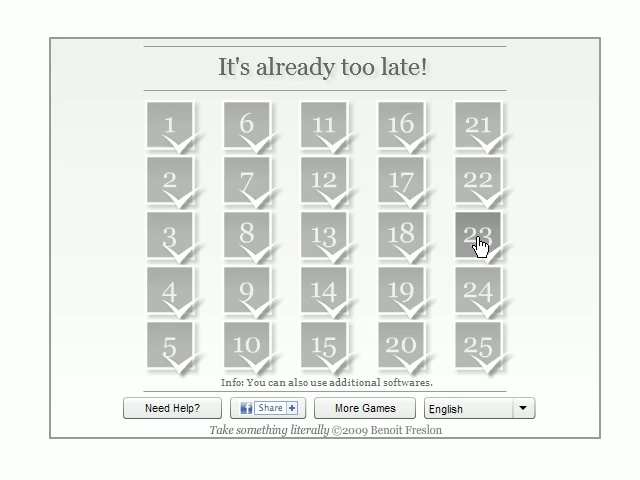 It's already too late!
1 6 11 16 21
2 7 12 17 22
3 8 13 18 23
4 9 14 19 24
5 10 15 20 25
Info: You can also use additional softwares.
Need Help? Share More Games English
Take something literally ©2009 Benoit Freslon